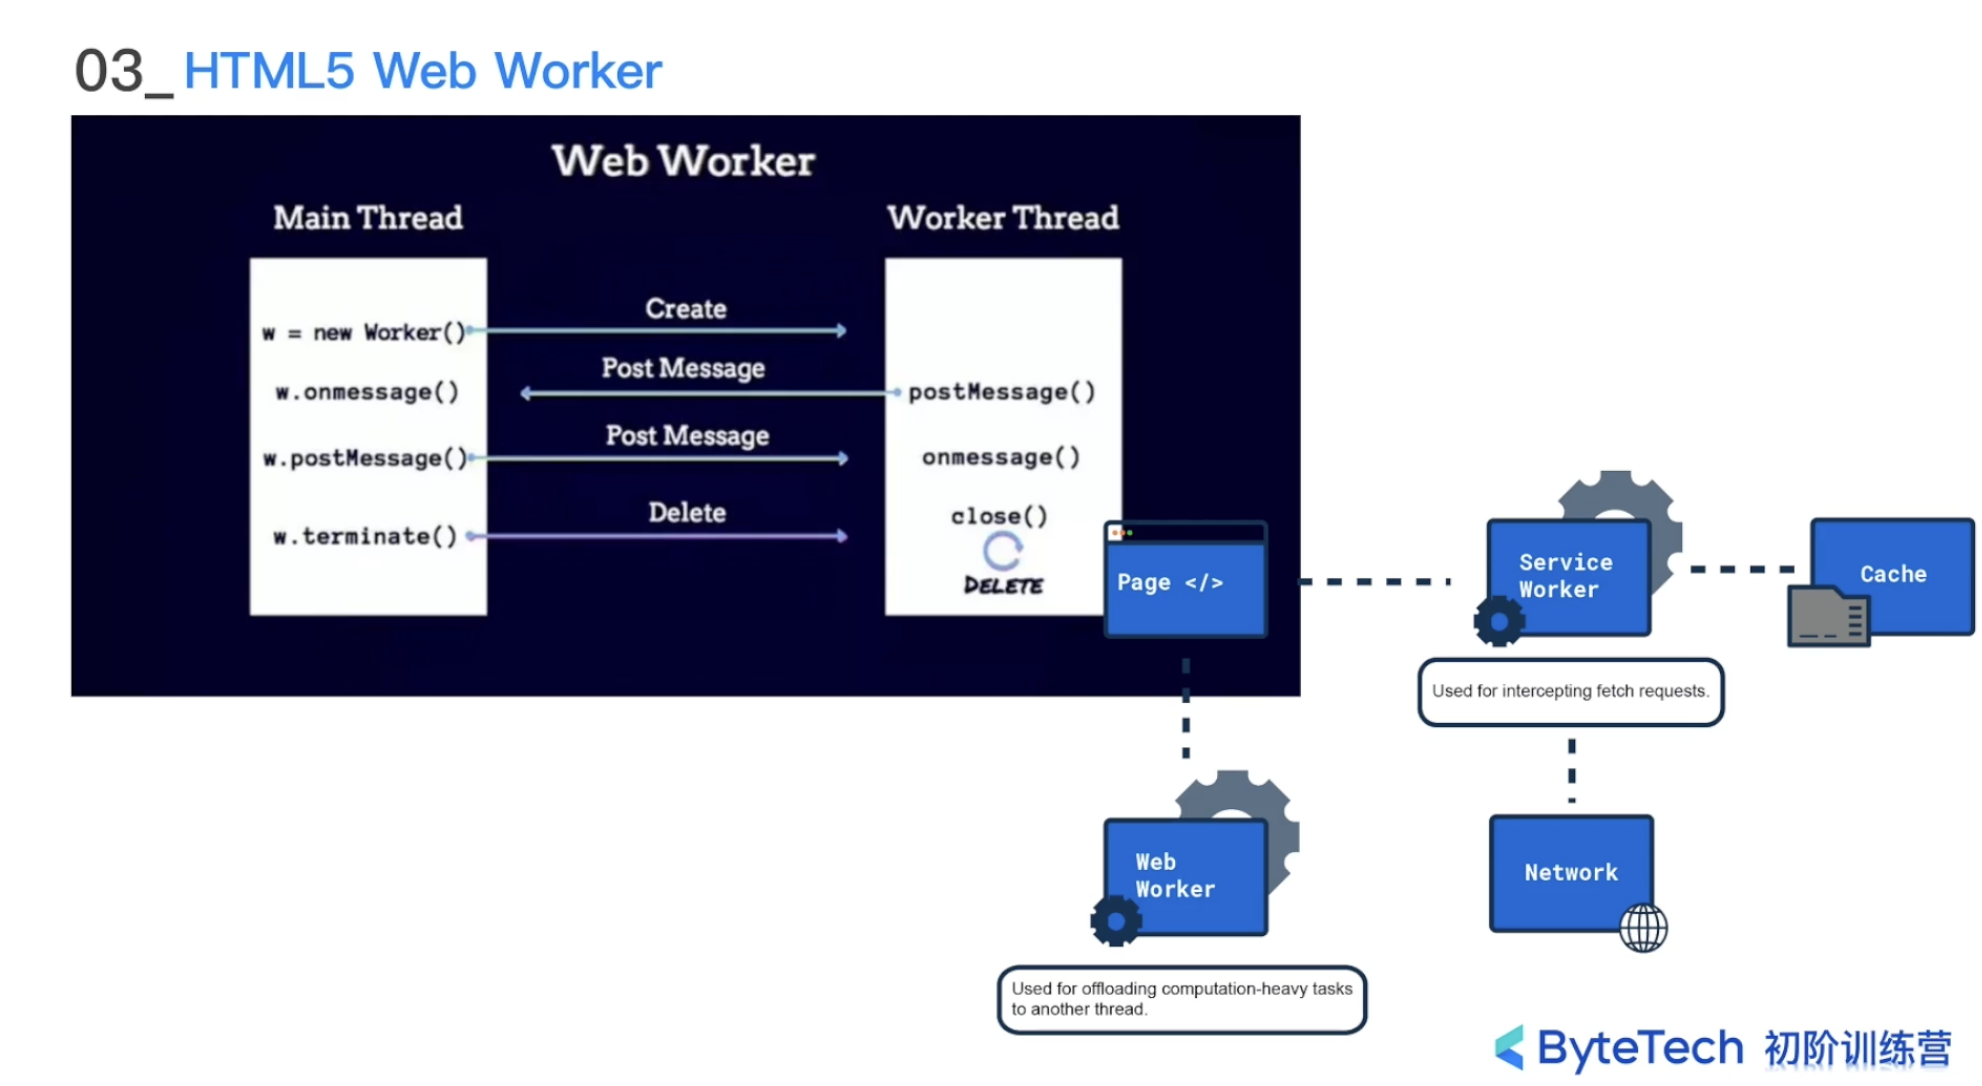 03_ HTML5 Web Worker
Web Worker
Main Thread
Worker Thread
Create
w = new Worker()
Post Message
w.onmessage()
postMessage()
Post Message
w.postMessage()
onmessage()
Delete
close()
w.terminate()
DELETE
Page </>
Service
Worker
Cache
Used for intercepting fetch requests.
Web
Worker
Network
Used for offloading computation-heavy tasks
to another thread.
ByteTech 初阶训练营